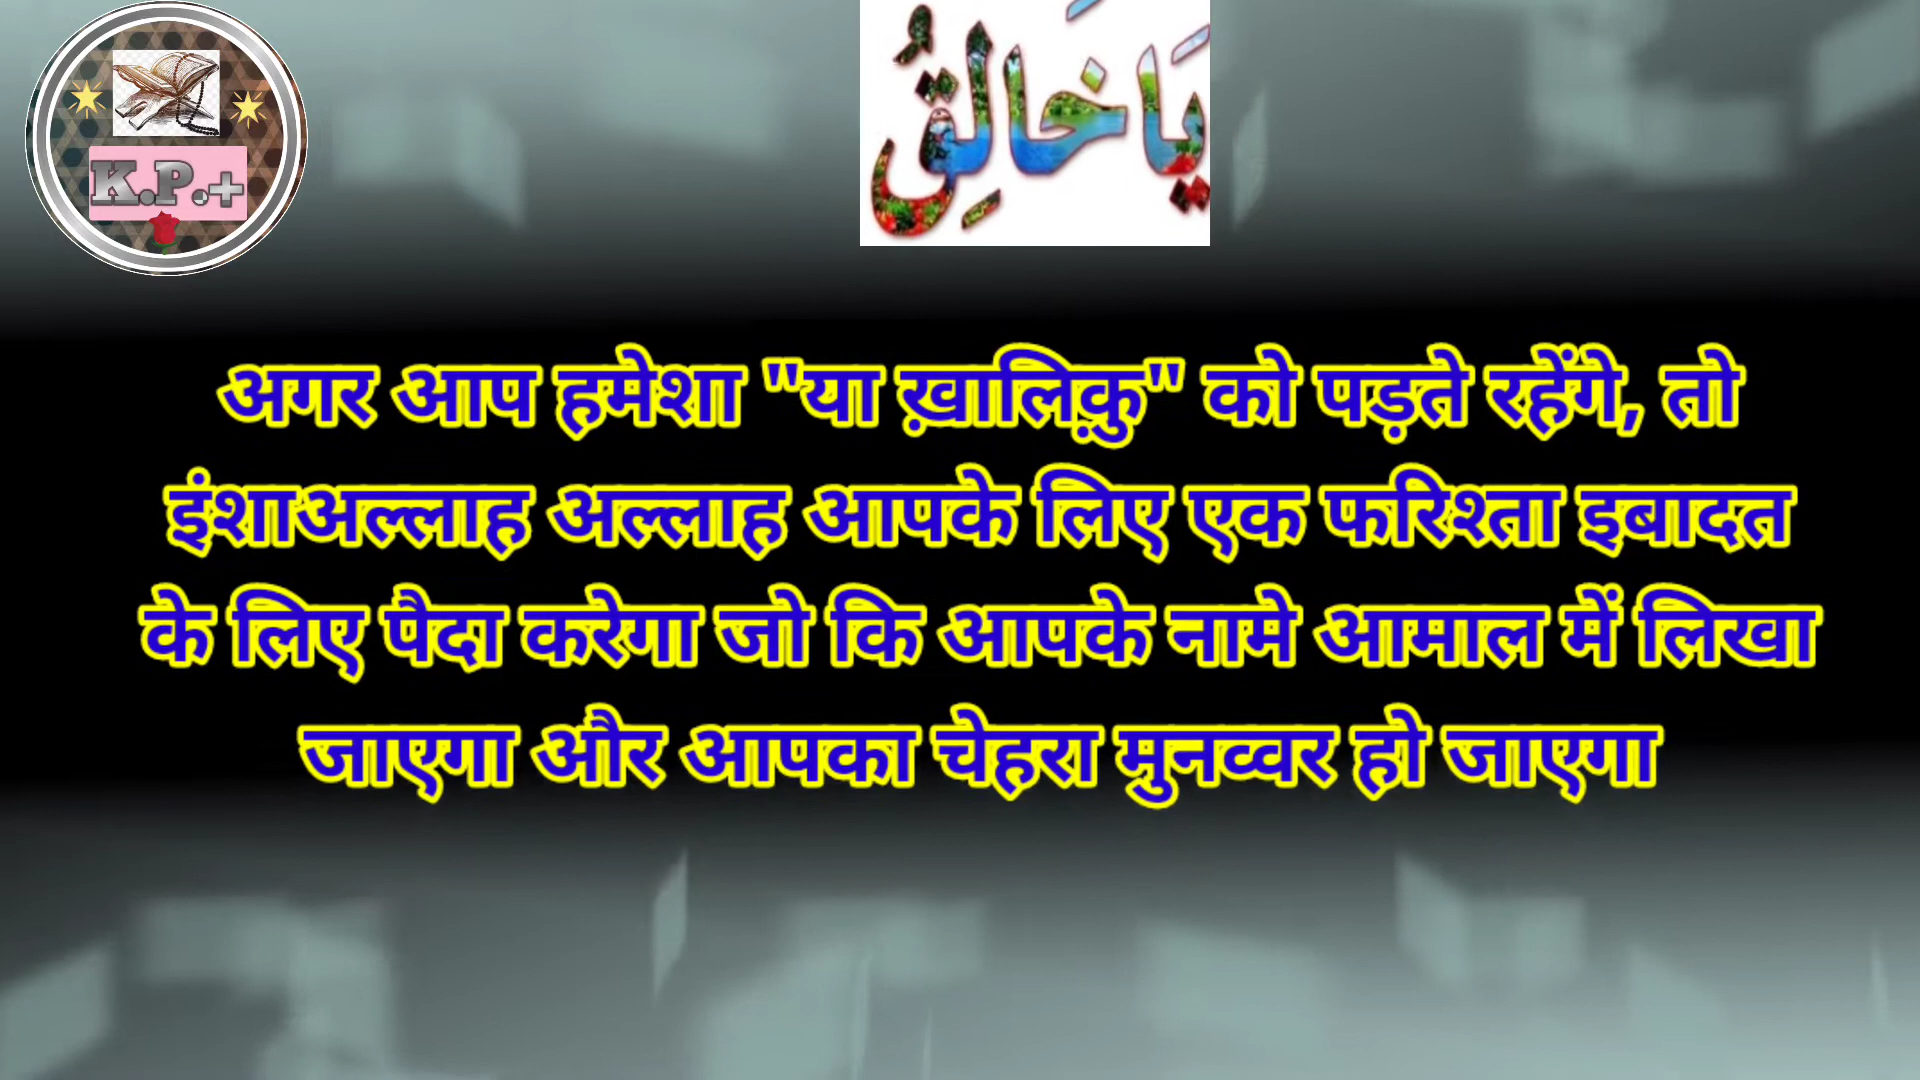 يَا خَالِقُ
K.P.+
अगर आप हमेशा "या ख़ालिक़ु" को पड़ते रहेंगे, तो
इंशाअल्लाह अल्लाह आपके लिए एक फरिश्ता इबादत
के लिए पैदा करेगा जो कि आपके नामे आमाल में लिखा
जाएगा और आपका चेहरा मुनव्वर हो जाएगा